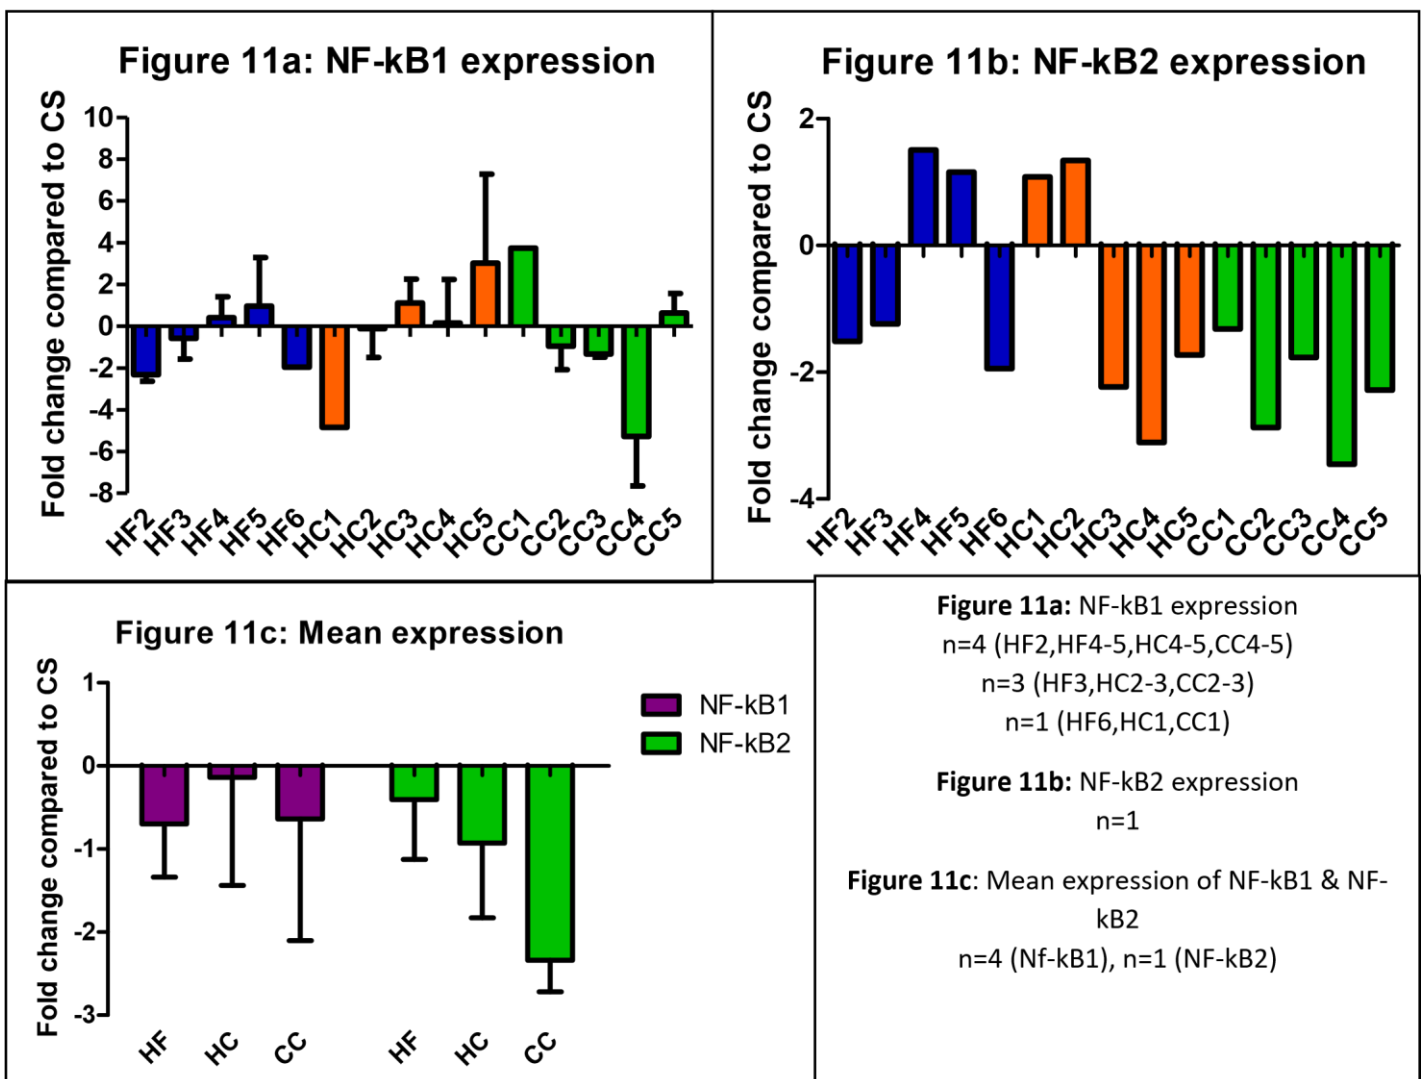 Figure 11a: NF-kB1 expression
Fold change compared to CS
10
8
6
4
2
0
-2
-4
-6
-8
HF2 HF3 HF4 HF5 HF6 HC1 HC2 HC3 HC4 HC5 CC1 CC2 CC3 CC4 CC5
Figure 11b: NF-kB2 expression
Fold change compared to CS
2
0
-2
-4
HF2 HF3 HF4 HF5 HF6 HC1 HC2 HC3 HC4 HC5 CC1 CC2 CC3 CC4 CC5
Figure 11c: Mean expression
Fold change compared to CS
1
0
-1
-2
-3
HF HC CC HF HC CC
NF-kB1
NF-kB2
Figure 11a: NF-kB1 expression
n=4 (HF2,HF4-5,HC4-5,CC4-5)
n=3 (HF3,HC2-3,CC2-3)
n=1 (HF6,HC1,CC1)
Figure 11b: NF-kB2 expression
n=1
Figure 11c: Mean expression of NF-kB1 & NF-
kB2
n=4 (Nf-kB1), n=1 (NF-kB2)